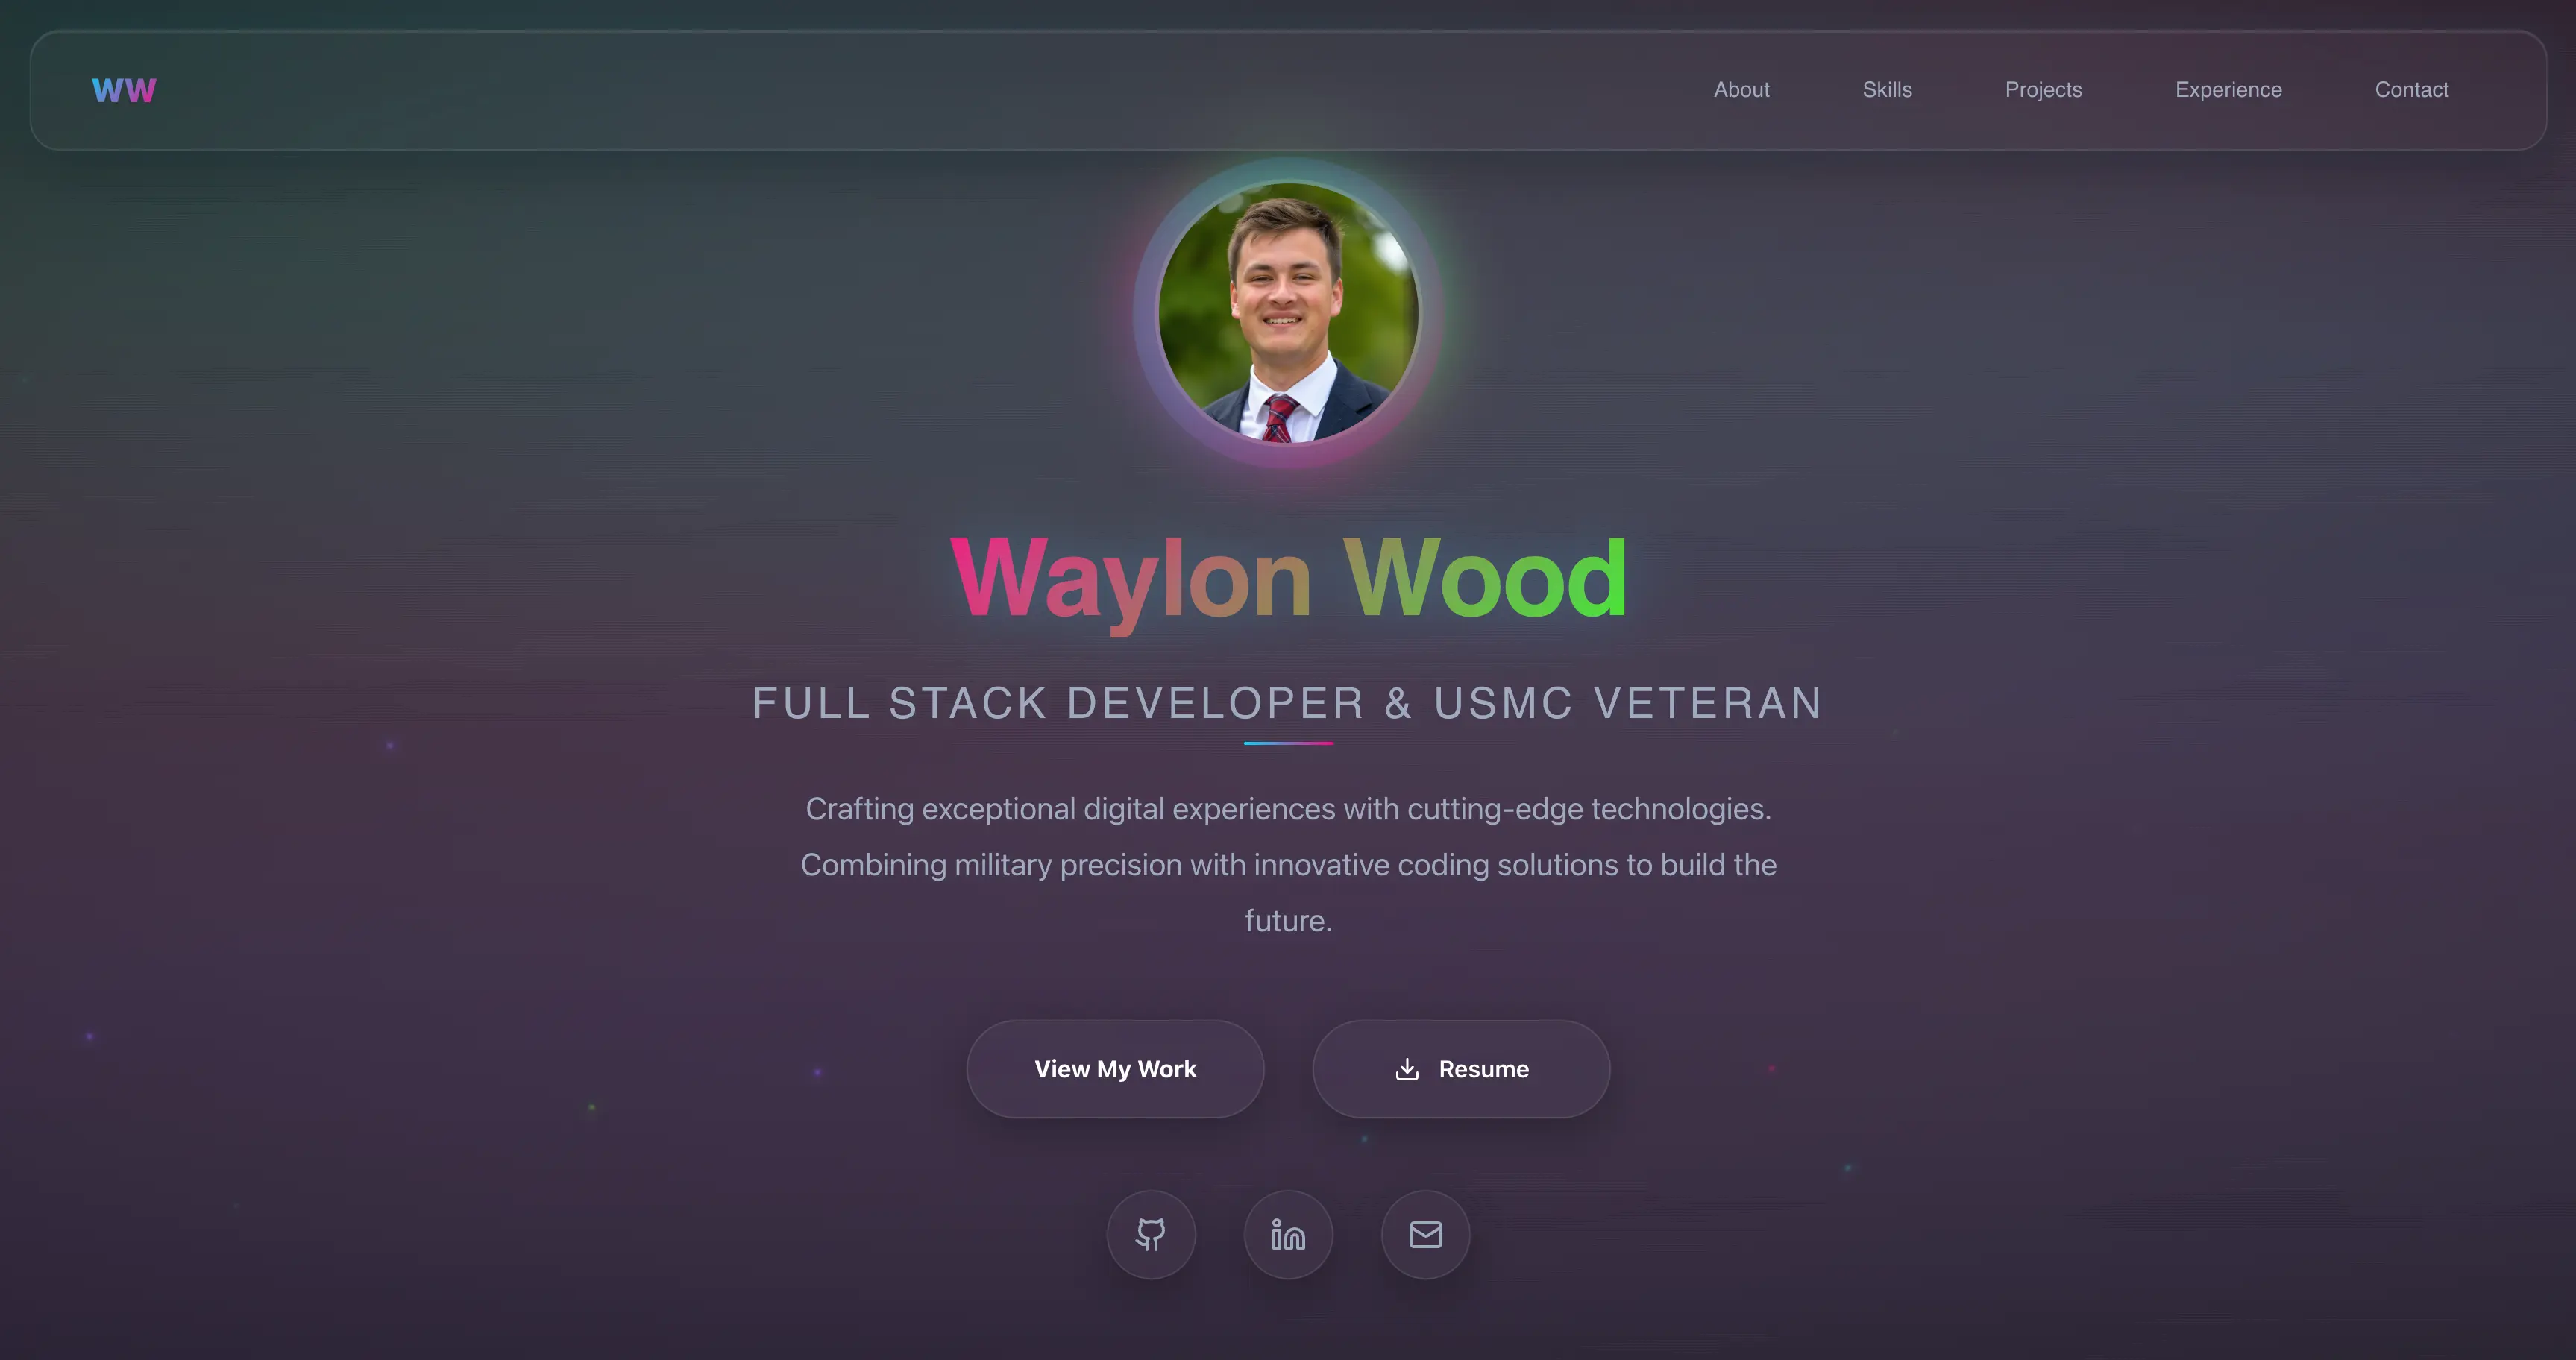 WW
About
Skills
Projects
Experience
Contact
Waylon Wood
FULL STACK DEVELOPER & USMC VETERAN
Crafting exceptional digital experiences with cutting-edge technologies.
Combining military precision with innovative coding solutions to build the
future.
View My Work
Resume
in